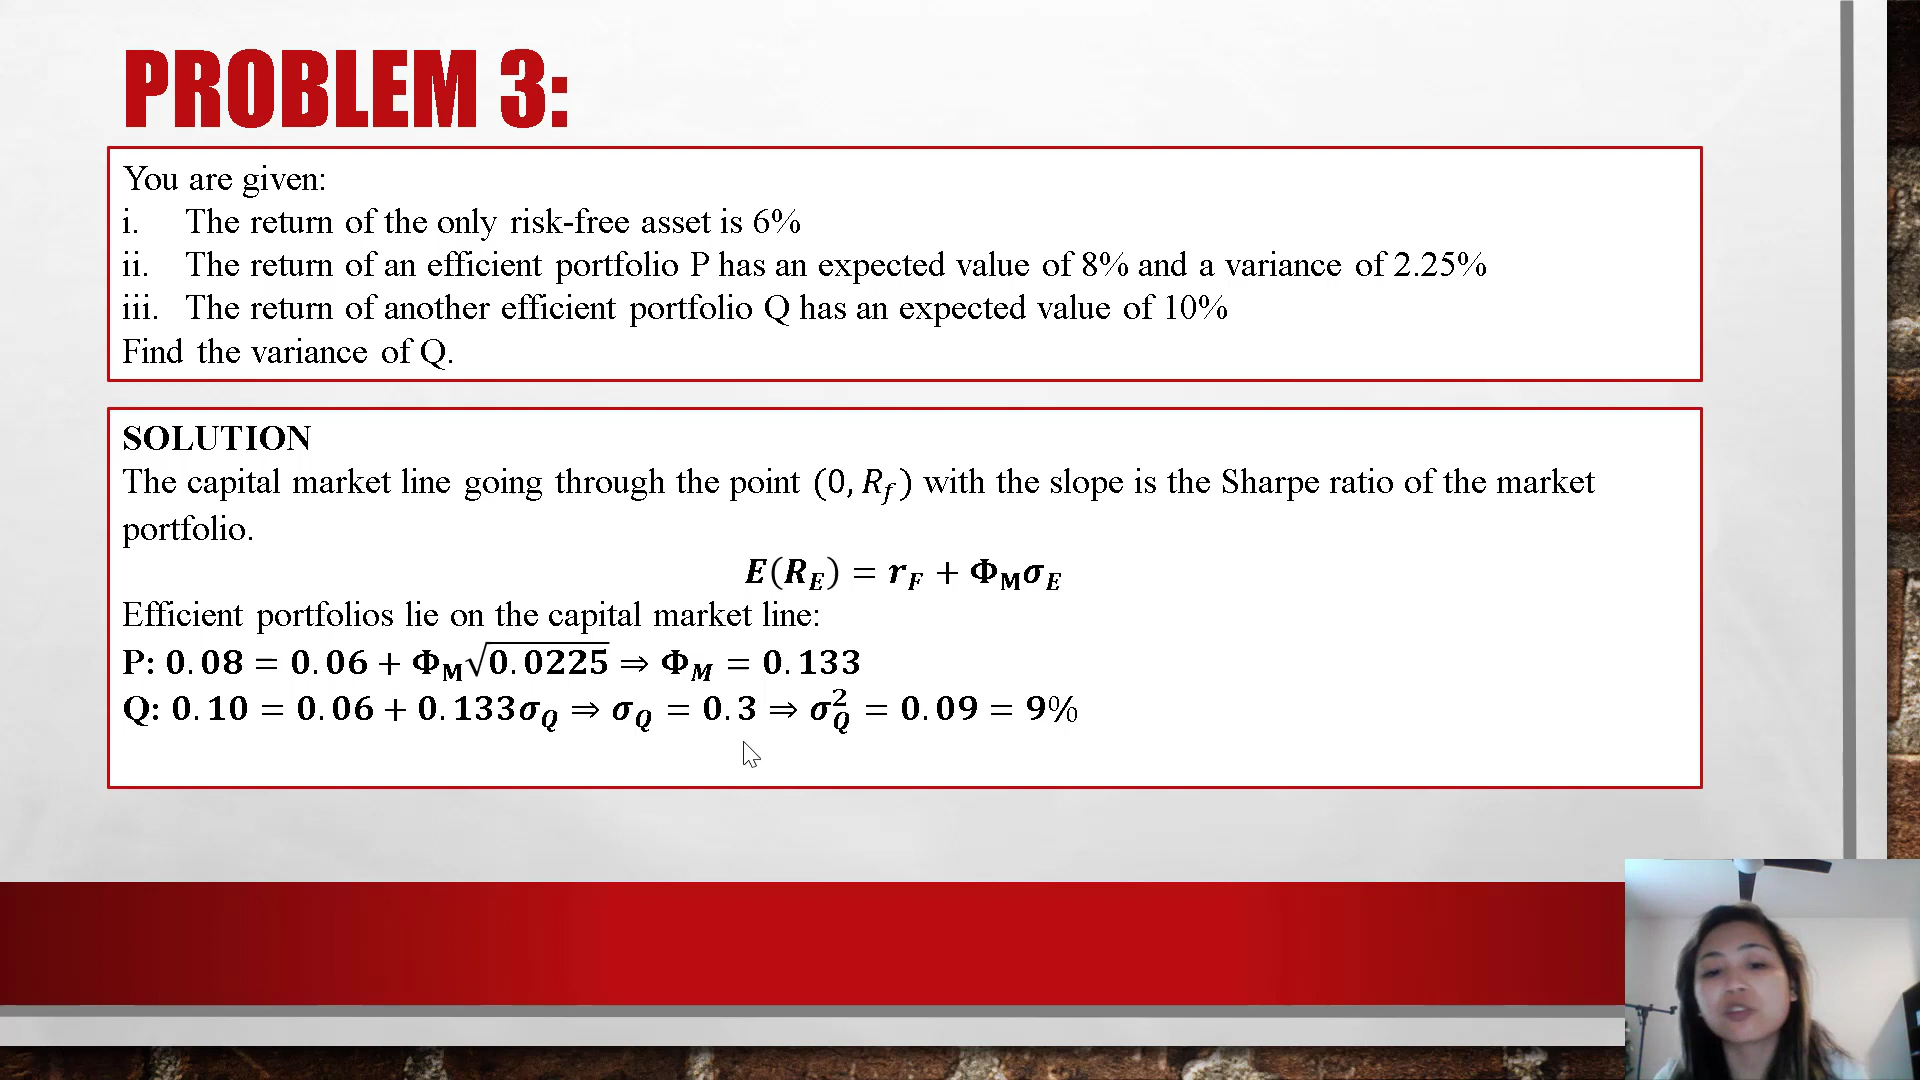 PROBLEM 3:
You are given:
i. The return of the only risk-free asset is 6%
ii. The return of an efficient portfolio P has an expected value of 8% and a variance of 2.25%
iii. The return of another efficient portfolio Q has an expected value of 10%
Find the variance of Q.
SOLUTION
The capital market line going through the point (0, R_f) with the slope is the Sharpe ratio of the market
portfolio.
E(R_E) = r_F + Φ_M σ_E
Efficient portfolios lie on the capital market line:
P: 0.08 = 0.06 + Φ_M √0.0225 ⇒ Φ_M = 0.133
Q: 0.10 = 0.06 + 0.133σ_Q ⇒ σ_Q = 0.3 ⇒ σ_Q² = 0.09 = 9%